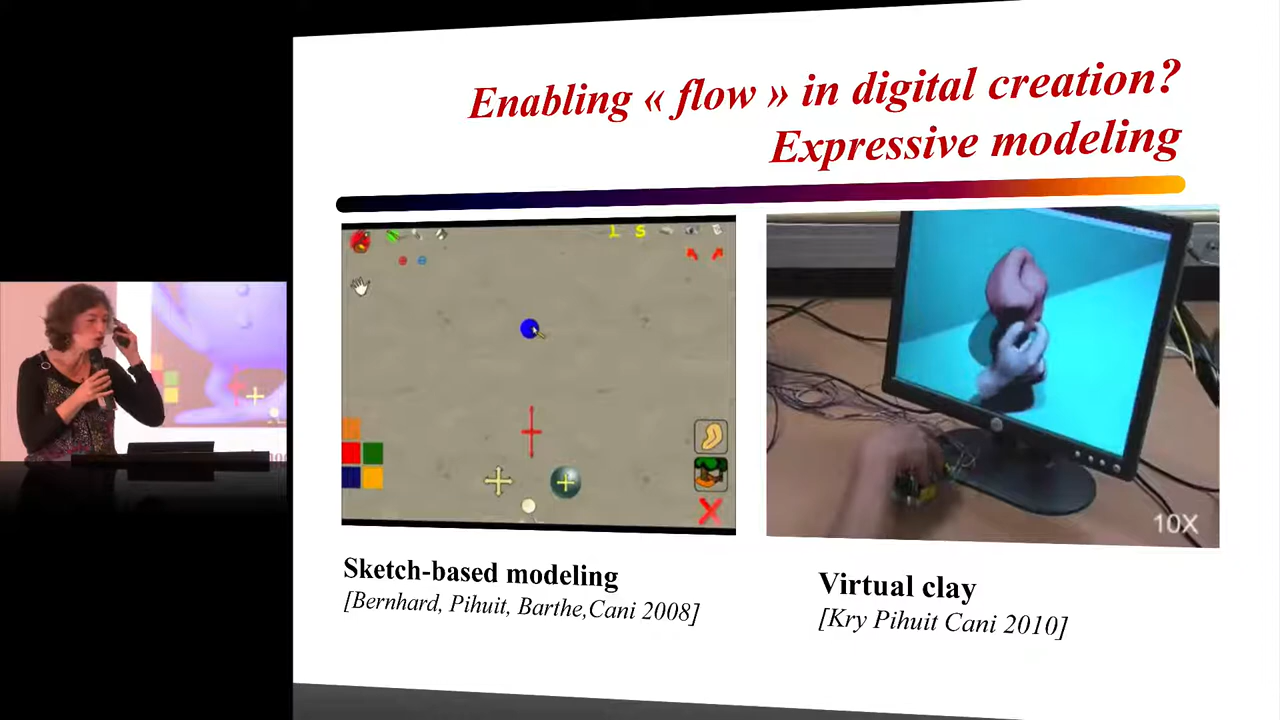 Enabling « flow » in digital creation?
Expressive modeling
1 S
10X
Sketch-based modeling
[Bernhard, Pihuit, Barthe,Cani 2008]
Virtual clay
[Kry Pihuit Cani 2010]